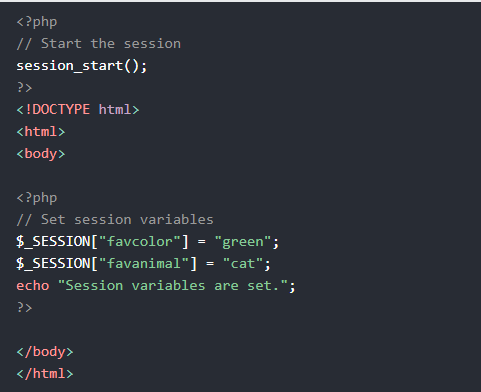 <?php
// Start the session
session_start();
?>
<!DOCTYPE html>
<html>
<body>
<?php
// Set session variables
$_SESSION["favcolor"] = "green";
$_SESSION["favanimal"] = "cat";
echo "Session variables are set.";
?>
</body>
</html>